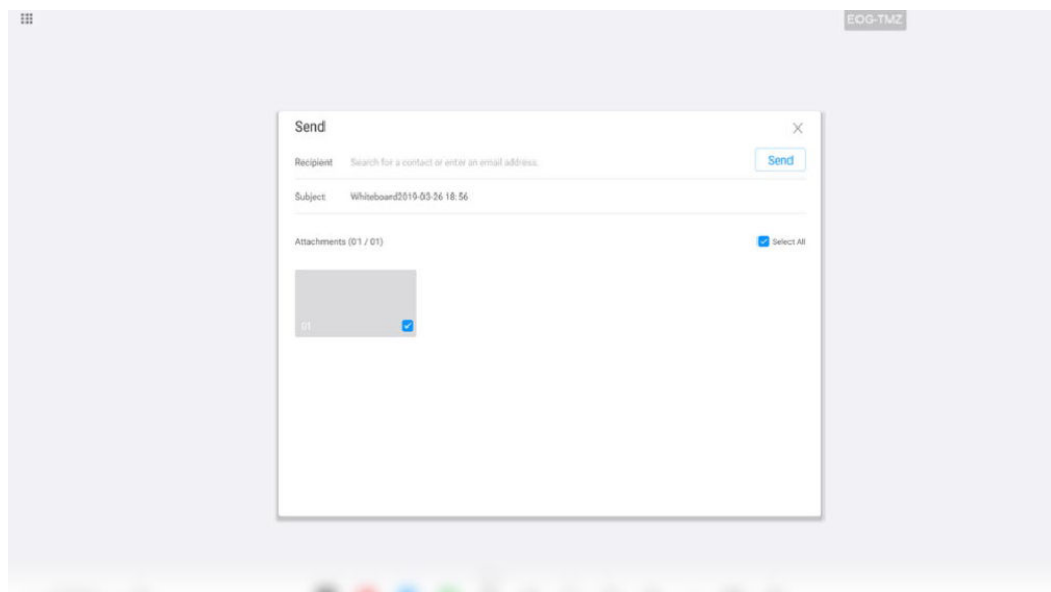 EOG-TMZ
Send
Recipient Search for a contact or enter an email address.
Send
Subject Whiteboard2019-03-26 18:56
Attachments (01 / 01)
Select All
01